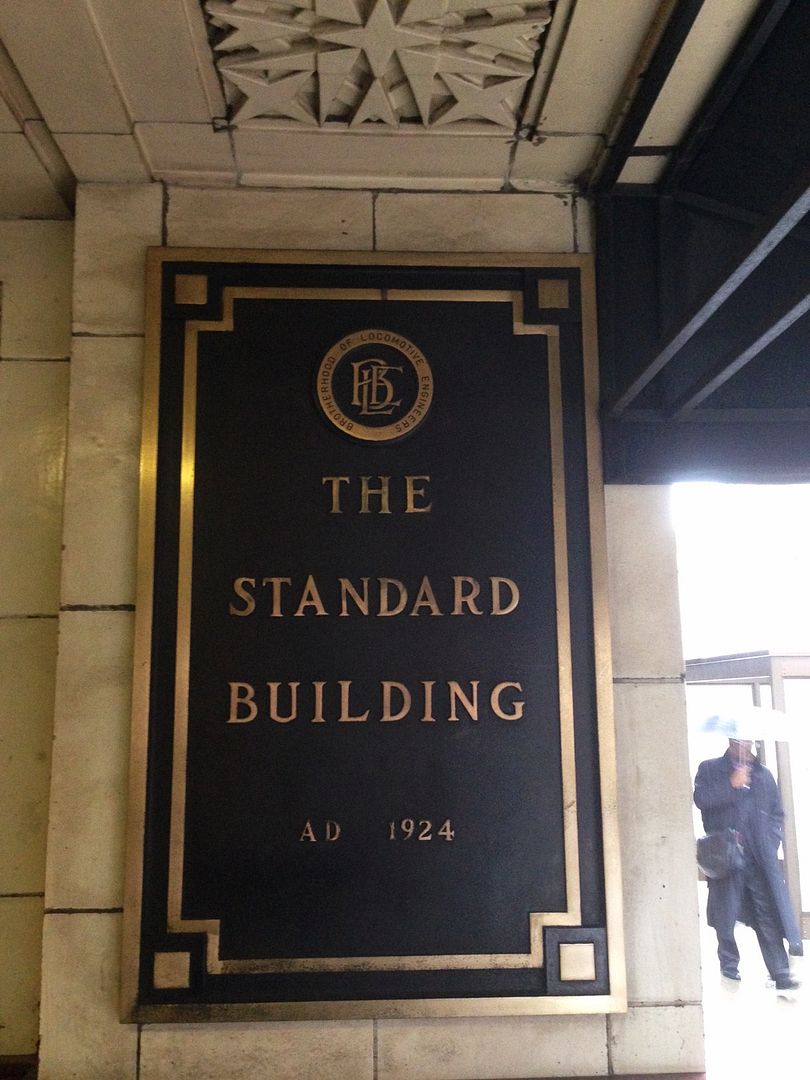 BROTHERHOOD OF LOCOMOTIVE ENGINEERS
BLE
THE
STANDARD
BUILDING
AD 1924